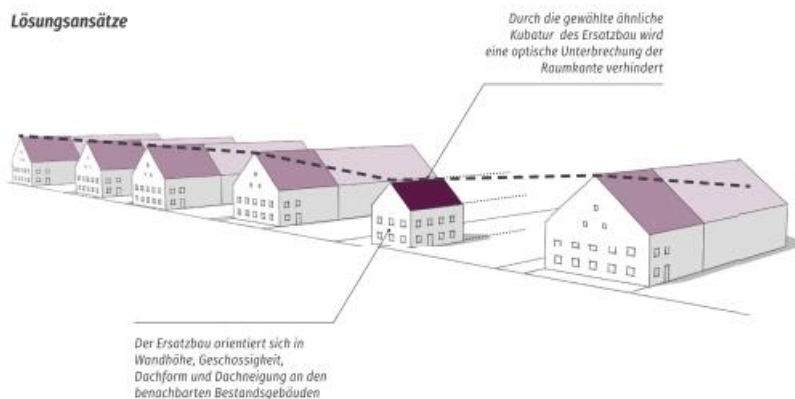 Lösungsansätze
Durch die gewählte ähnliche
Kubatur des Ersatzbau wird
eine optische Unterbrechung der
Raumkante verhindert
Der Ersatzbau orientiert sich in
Wandhöhe, Geschossigkeit,
Dachform und Dachneigung an den
benachbarten Bestandsgebäuden